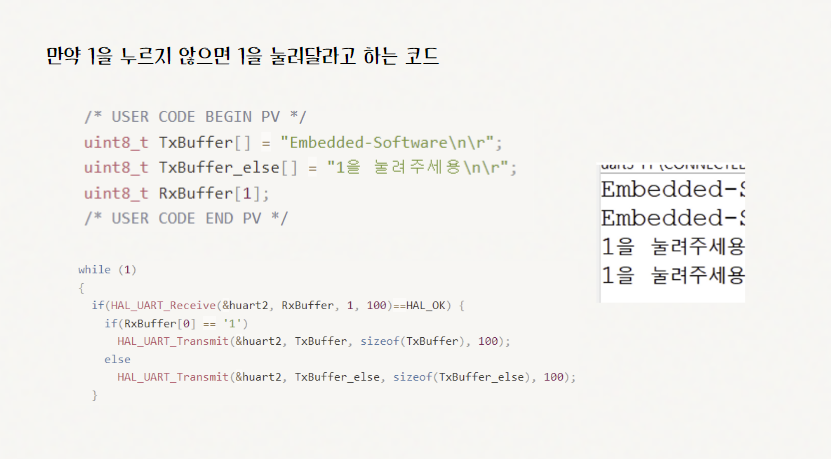 만약 1을 누르지 않으면 1을 눌러달라고 하는 코드
/* USER CODE BEGIN PV */
uint8_t TxBuffer[] = "Embedded-Software\n\r";
uint8_t TxBuffer_else[] = "1을 눌려주세용\n\r";
uint8_t RxBuffer[1];
/* USER CODE END PV */
while (1)
{
if(HAL_UART_Receive(&huart2, RxBuffer, 1, 100)==HAL_OK) {
if(RxBuffer[0] == '1')
HAL_UART_Transmit(&huart2, TxBuffer, sizeof(TxBuffer), 100);
else
HAL_UART_Transmit(&huart2, TxBuffer_else, sizeof(TxBuffer_else), 100);
}
Embedded-S
Embedded-S
1을 눌려주세용
1을 눌려주세용